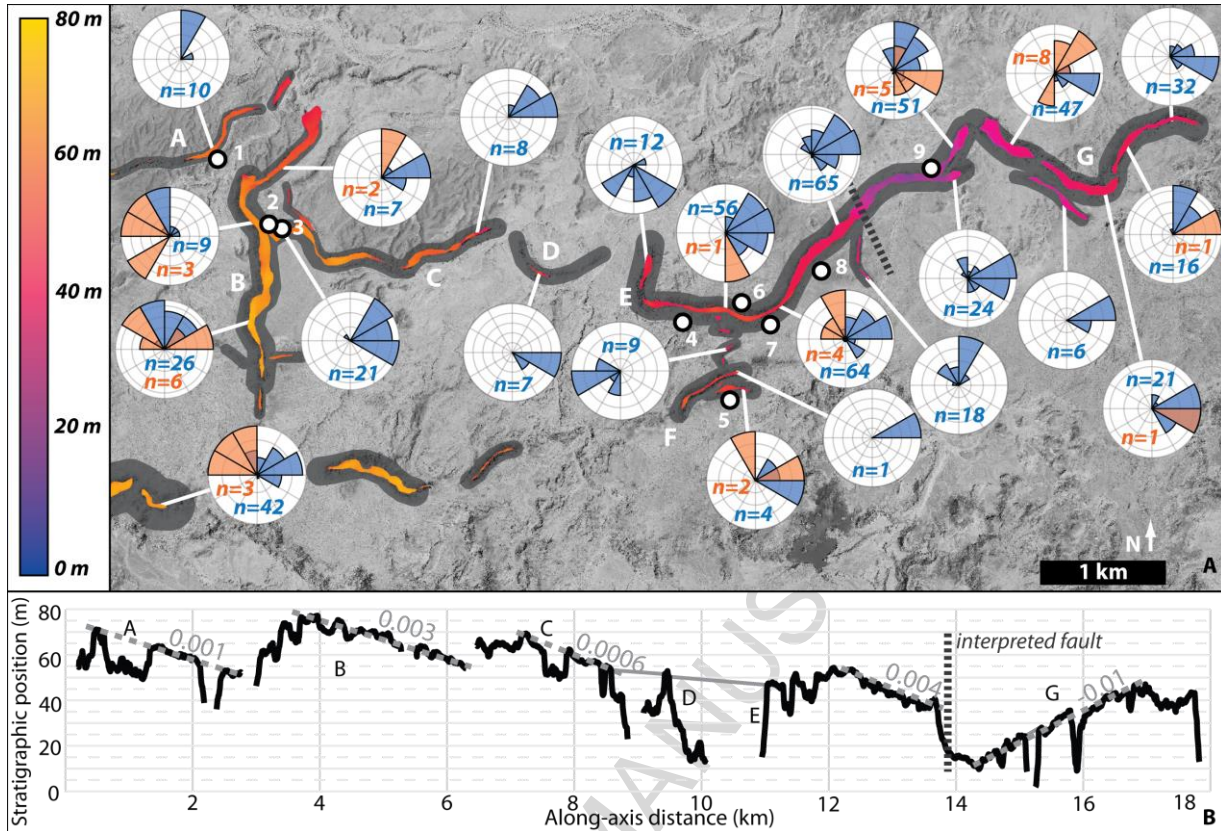 80 m
60 m
40 m
20 m
0 m
n=10
A
1
n=2
n=7
n=8
n=12
n=5
n=51
n=8
n=47
n=32
n=65
9
G
2
3
n=9
n=3
B
C
D
E
n=56
n=1
6
8
4
7
n=24
n=1
n=16
n=26
n=6
n=21
n=7
n=9
n=4
n=64
n=18
n=6
n=21
n=1
F
5
n=1
n=3
n=42
n=2
n=4
N
1 km
A
Stratigraphic position (m)
80
60
40
20
0
A
0.001
B
0.003
C
0.0006
D
E
0.004
interpreted fault
G
-0.01
MANUS
2
4
6
8
10
12
14
16
18
Along-axis distance (km)
B